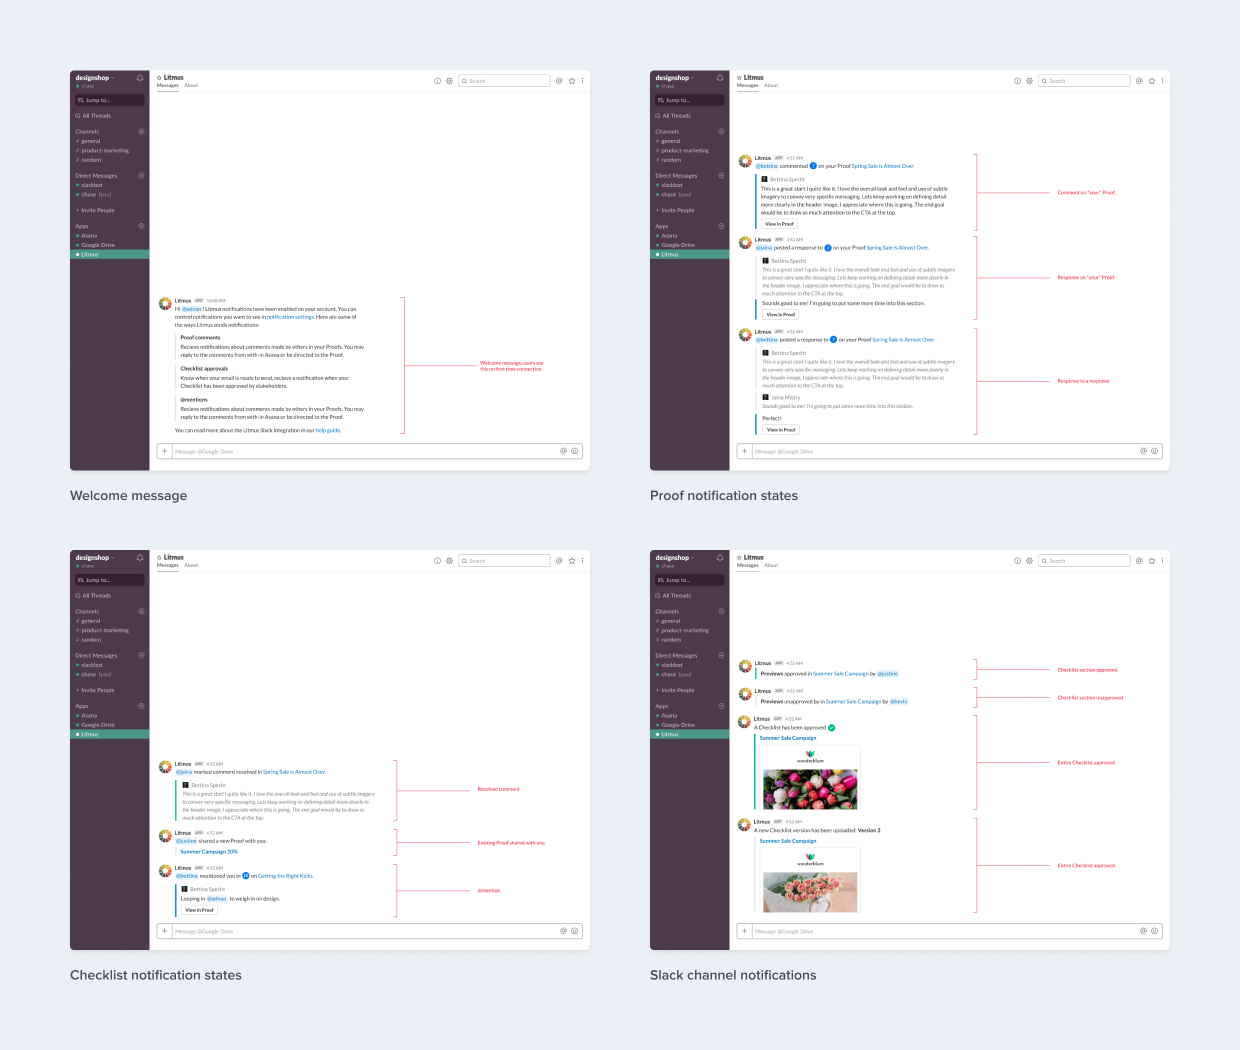 designshop
chase
Jump to...
All Threads
Channels
# general
# product-marketing
# random
Direct Messages
slackbot
chase (you)
+ Invite People
Apps
Asana
Google Drive
Litmus
Litmus
Messages About
Search
Litmus APP 10:08 AM
Hi @adnan ! Litmus notifications have been enabled on your account. You can
control notifications you want to see in notification settings. Here are some of
the ways Litmus sends notifications:
Proof comments
Recieve notifications about comments made by others in your Proofs. You may
reply to the comments from with-in Asana or be directed to the Proof.
Checklist approvals
Know when your email is ready to send, recieve a notification when your
Checklist has been approved by stakeholders.
@mentions
Recieve notifications about comments made by others in your Proofs. You may
reply to the comments from with-in Asana or be directed to the Proof.
You can read more about the Litmus Slack integration in our help guide.
Welcome message, users see
this on first time connection.
+ Message @Google Drive
Welcome message
designshop
chase
Jump to...
All Threads
Channels
# general
# product-marketing
# random
Direct Messages
slackbot
chase (you)
+ Invite People
Apps
Asana
Google Drive
Litmus
Litmus
Messages About
Search
Litmus APP 4:52 AM
@bettina commented on your Proof Spring Sale is Almost Over.
Bettina Specht
This is a great start I quite like it. I love the overall look and feel and use of subtle
imagery to convey very specific messaging. Lets keep working on defining detail
more clearly in the header image, I appreciate where this is going. The end goal
would be to draw as much attention to the CTA at the top.
View in Proof
Comment on "your" Proof.
Litmus APP 4:52 AM
@jaina posted a response to on your Proof Spring Sale is Almost Over.
Bettina Specht
This is a great start I quite like it. I love the overall look and feel and use of subtle imagery
to convey very specific messaging. Lets keep working on defining detail more clearly in
the header image, I appreciate where this is going. The end goal would be to draw as
much attention to the CTA at the top.
Sounds good to me! I'm going to put some more time into this section.
View in Proof
Response on "your" Proof.
Litmus APP 4:52 AM
@bettina posted a response to on your Proof Spring Sale is Almost Over.
Bettina Specht
This is a great start I quite like it. I love the overall look and feel and use of subtle imagery
to convey very specific messaging. Lets keep working on defining detail more clearly in
the header image, I appreciate where this is going. The end goal would be to draw as
much attention to the CTA at the top.
Jaina Mistry
Sounds good to me! I'm going to put some more time into this section.
Perfect!
View in Proof
Response to a response
+ Message @Google Drive
Proof notification states
designshop
chase
Jump to...
All Threads
Channels
# general
# product-marketing
# random
Direct Messages
slackbot
chase (you)
+ Invite People
Apps
Asana
Google Drive
Litmus
Litmus
Messages About
Search
Litmus APP 4:52 AM
@jaina marked comment resolved in Spring Sale is Almost Over.
Bettina Specht
This is a great start I quite like it. I love the overall look and feel and use of subtle imagery
to convey very specific messaging. Lets keep working on defining detail more clearly in
the header image, I appreciate where this is going. The end goal would be to draw as
much attention to the CTA at the top.
Resolved comment
Litmus APP 4:52 AM
@justine shared a new Proof with you:
Summer Campaign 20%
Existing Proof shared with you.
Litmus APP 4:52 AM
@bettina mentioned you in on Getting the Right Kicks.
Bettina Specht
Looping in @adnan, to weigh in on design.
View in Proof
@mention
+ Message @Google Drive
Checklist notification states
designshop
chase
Jump to...
All Threads
Channels
# general
# product-marketing
# random
Direct Messages
slackbot
chase (you)
+ Invite People
Apps
Asana
Google Drive
Litmus
Litmus
Messages About
Search
Litmus APP 4:52 AM
Previews approved in Summer Sale Campaign by @justine
Checklist section approved.
Litmus APP 4:52 AM
Previews unapproved by in Summer Sale Campaign by @kevin
Checklist section unapproved.
Litmus APP 4:52 AM
A Checklist has been approved
Summer Sale Campaign
wonderblum
Entire Checklist approved.
Litmus APP 4:52 AM
A new Checklist version has been uploaded: Version 2
Summer Sale Campaign
wonderblum
Entire Checklist approved.
+ Message @Google Drive
Slack channel notifications